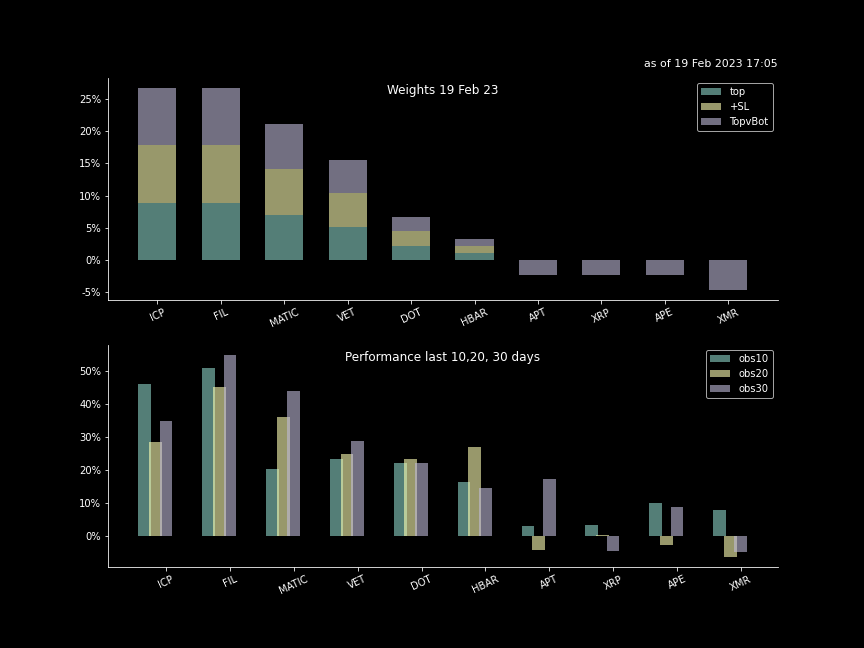 as of 19 Feb 2023 17:05
Weights 19 Feb 23
top
+SL
TopvBot
25%
20%
15%
10%
5%
0%
-5%
ICP FIL MATIC VET DOT HBAR APT XRP APE XMR
Performance last 10,20, 30 days
obs10
obs20
obs30
50%
40%
30%
20%
10%
0%
ICP FIL MATIC VET DOT HBAR APT XRP APE XMR